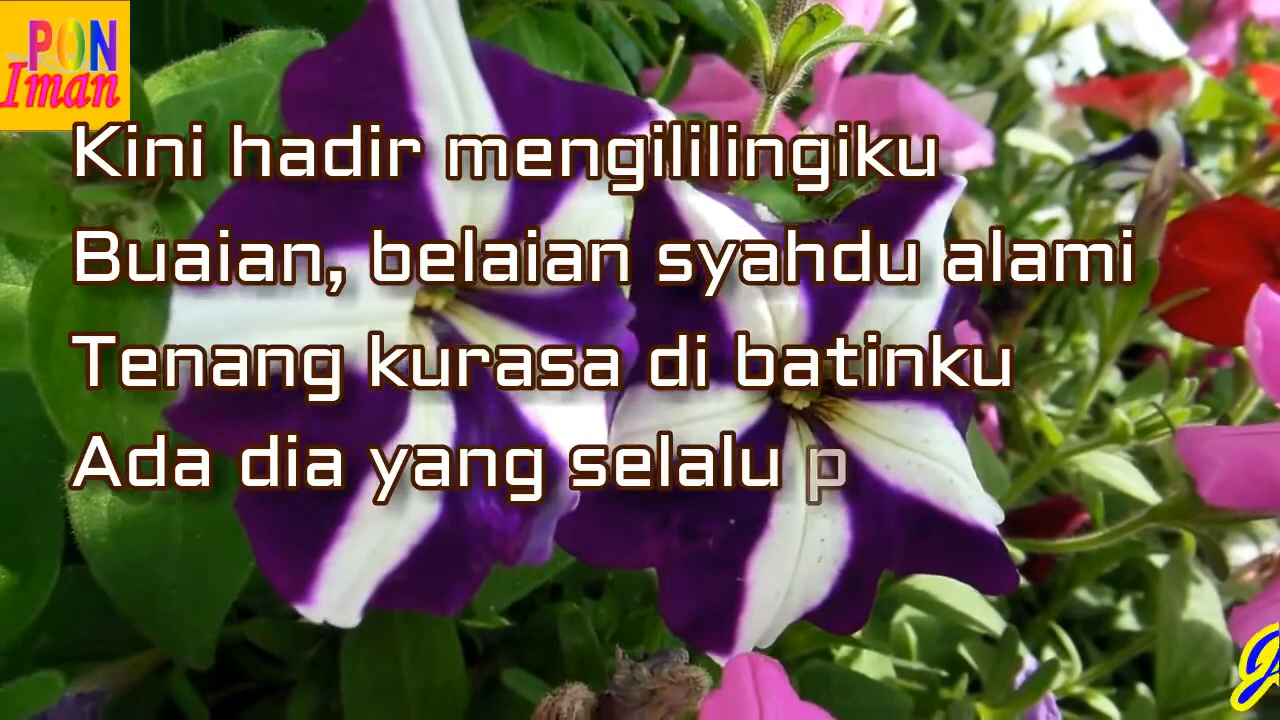 PON
Iman
Kini hadir mengililingiku
Buaian, belaian syahdu alami
Tenang kurasa di batinku
Ada dia yang selalu p